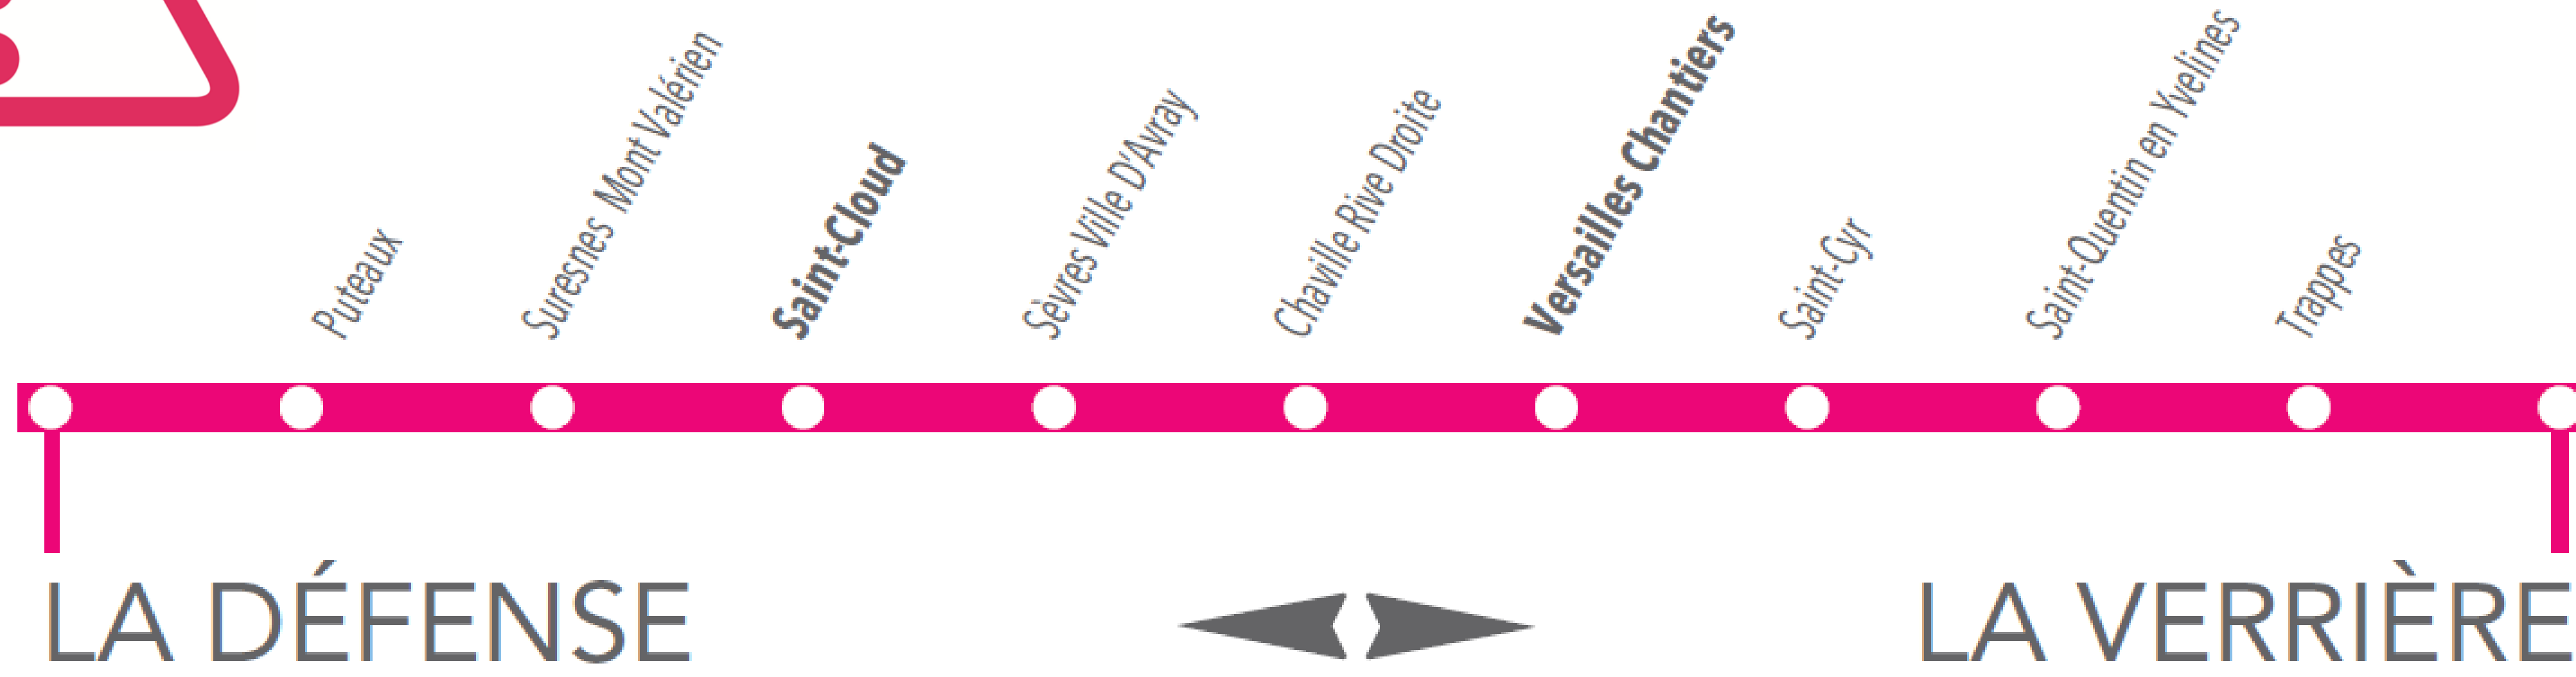 Puteaux
Suresnes Mont Valérien
Saint-Cloud
Sèvres Ville D'Avray
Chaville Rive Droite
Versailles Chantiers
Saint-Cyr
Saint-Quentin en Yvelines
Trappes
LA DÉFENSE
LA VERRIÈRE